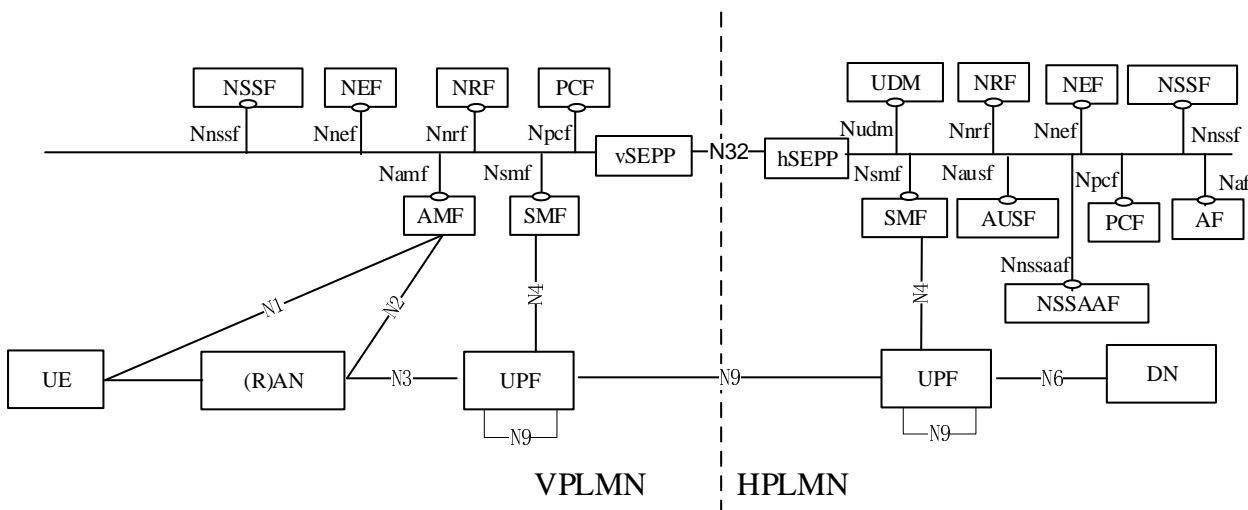 NSSF NEF NRF PCF
UDM NRF NEF NSSF
Nnssf Nnef Nnrf Npcf
Nudm Nnrf Nnef Nnssf
vSEPP N32 hSEPP
Namf Nsmf
Nsmf Nausf Npcf Naf
AMF SMF
SMF AUSF PCF AF
Nnssaaf
NSSAAF
N1 N2 N4 N4
UE (R)AN N3 UPF N9 UPF N6 DN
N9 N9
VPLMN HPLMN